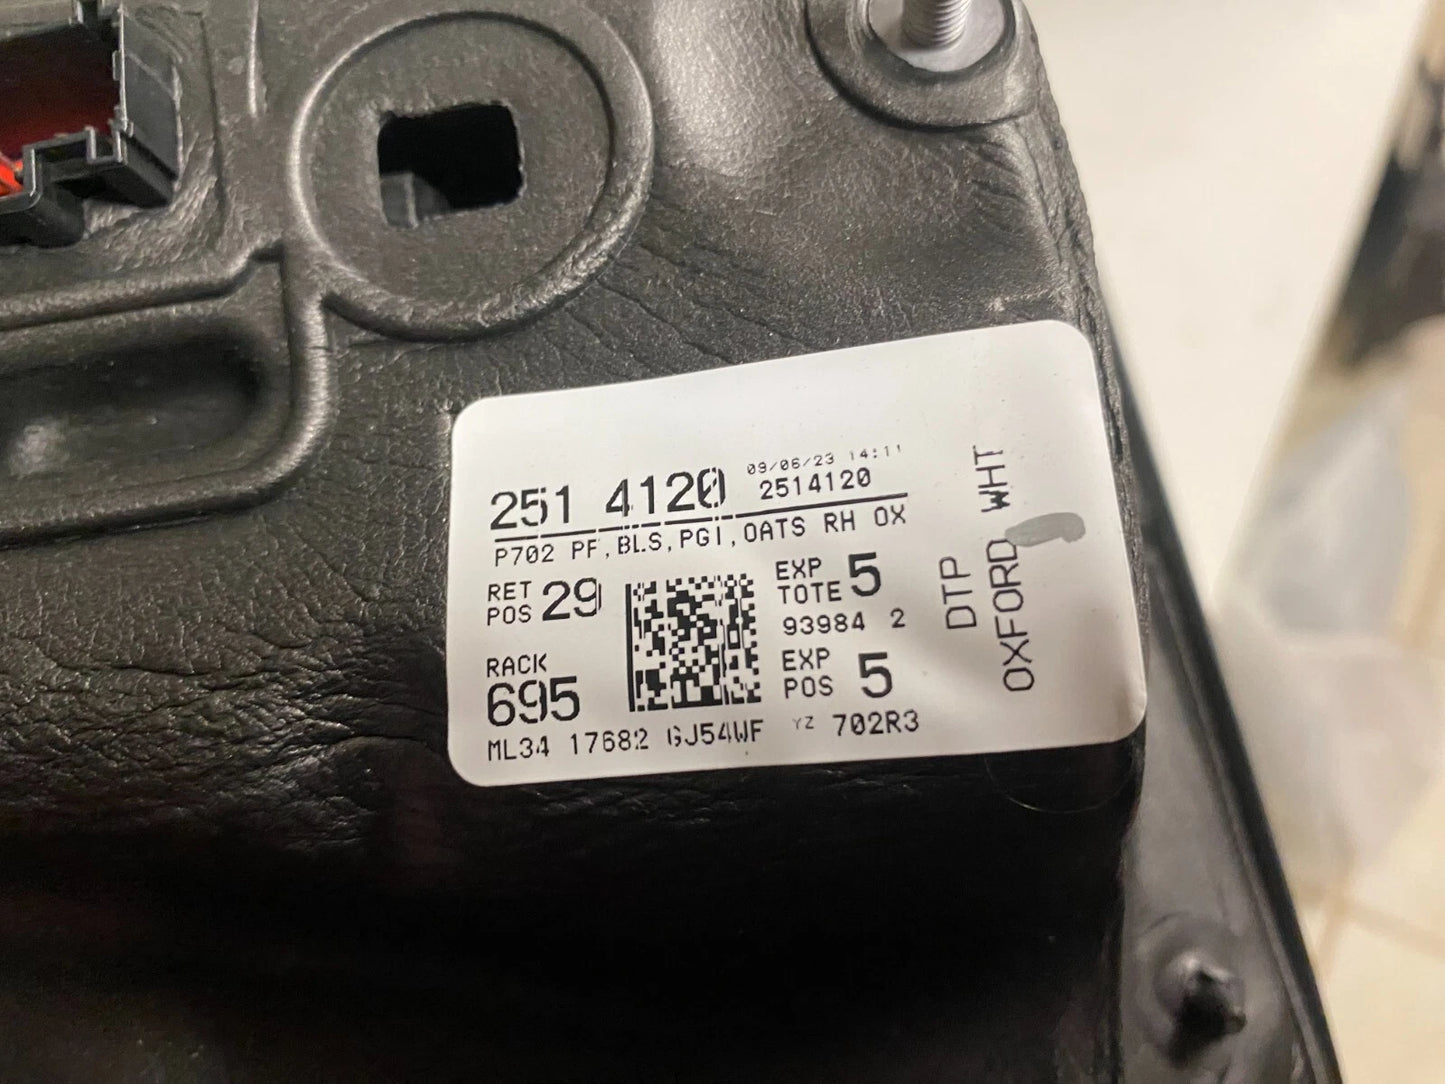 251 4120
09/06/23 14:11
2514120
P702 PF,BLS,PGI,OATS RH OX
RET POS 29
EXP TOTE 5
93984 2
RACK 695
EXP POS 5
ML34 17682 GJ54WF YZ 702R3
DTP
OXFORD WHT